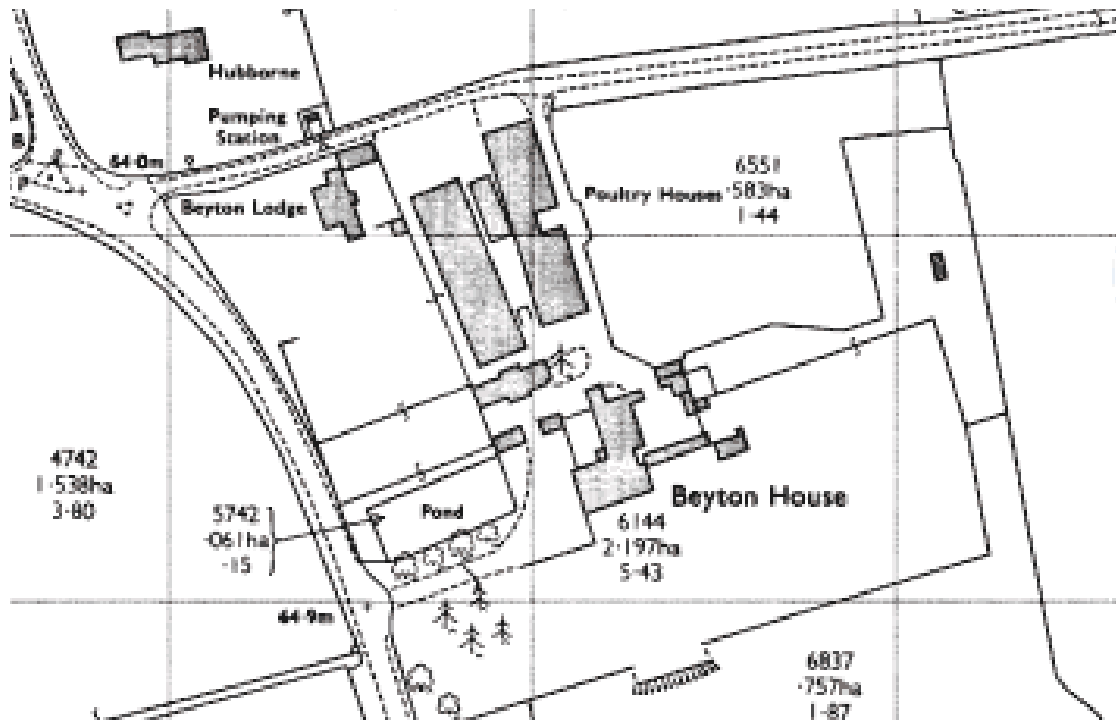 Hubborne
Pumping
Station
64·0m
Beyton Lodge
Poultry Houses
6551
·583ha
1·44
4742
1·538ha
3·80
5742
·061ha
·15
Pond
Beyton House
6144
2·197ha
5·43
64·9m
6837
·757ha
1·87